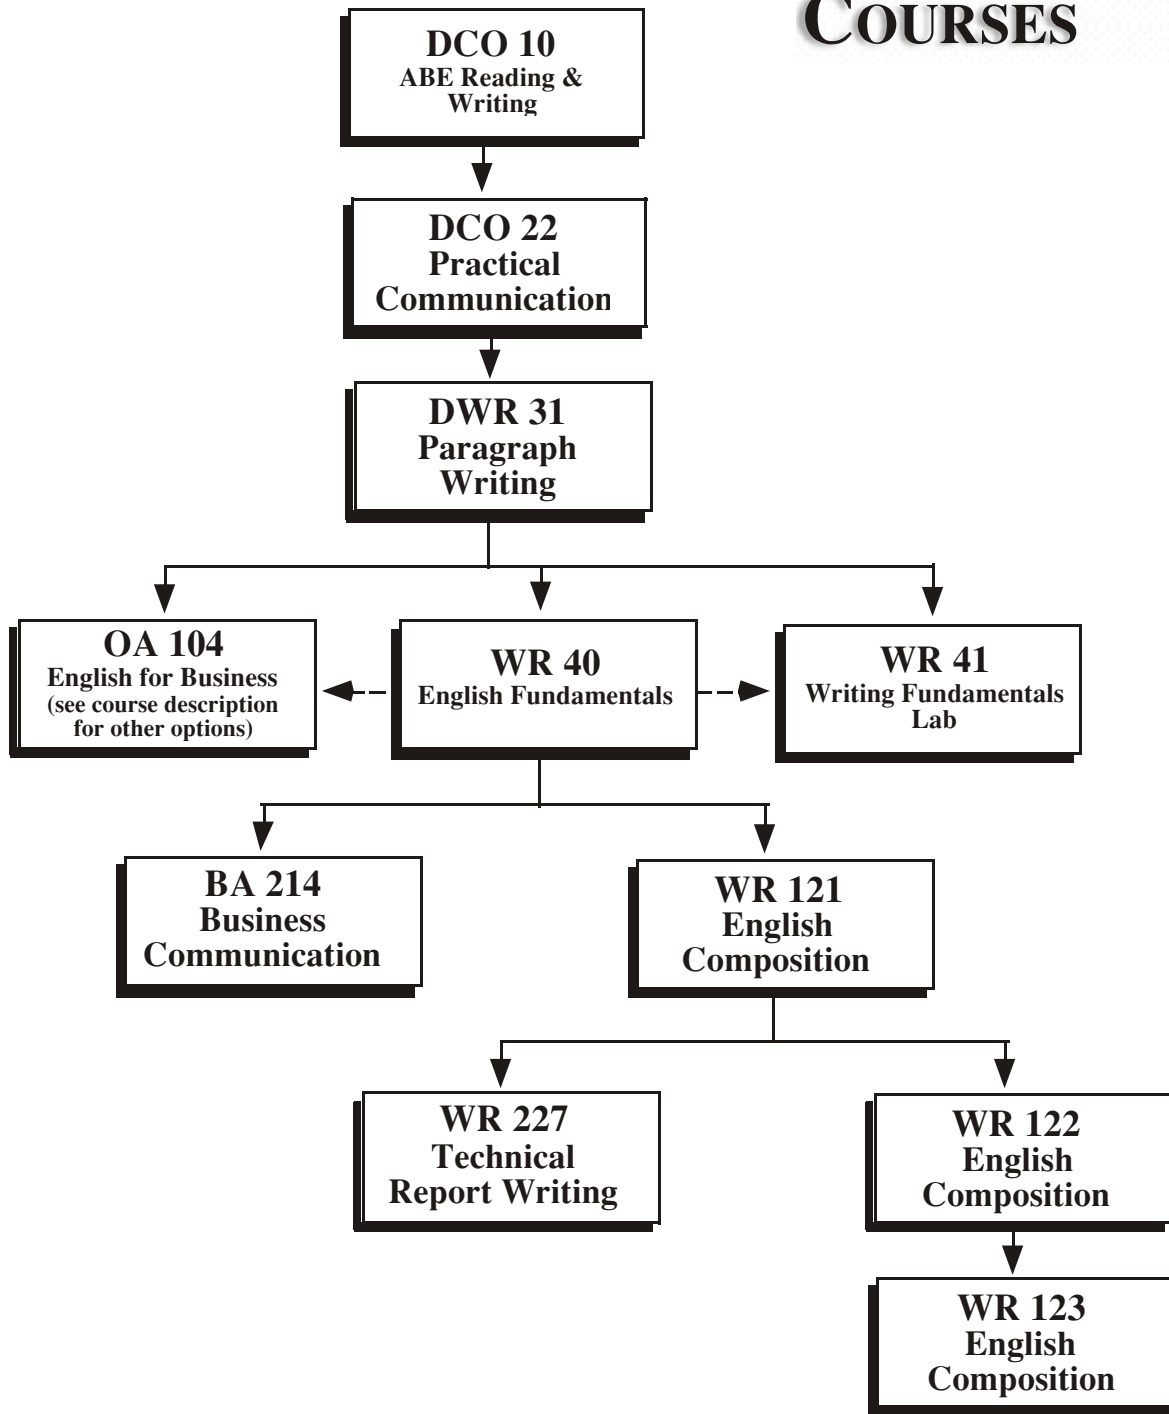 COURSES
DCO 10
ABE Reading &
Writing
DCO 22
Practical
Communication
DWR 31
Paragraph
Writing
OA 104
English for Business
(see course description
for other options)
WR 40
English Fundamentals
WR 41
Writing Fundamentals
Lab
BA 214
Business
Communication
WR 121
English
Composition
WR 227
Technical
Report Writing
WR 122
English
Composition
WR 123
English
Composition